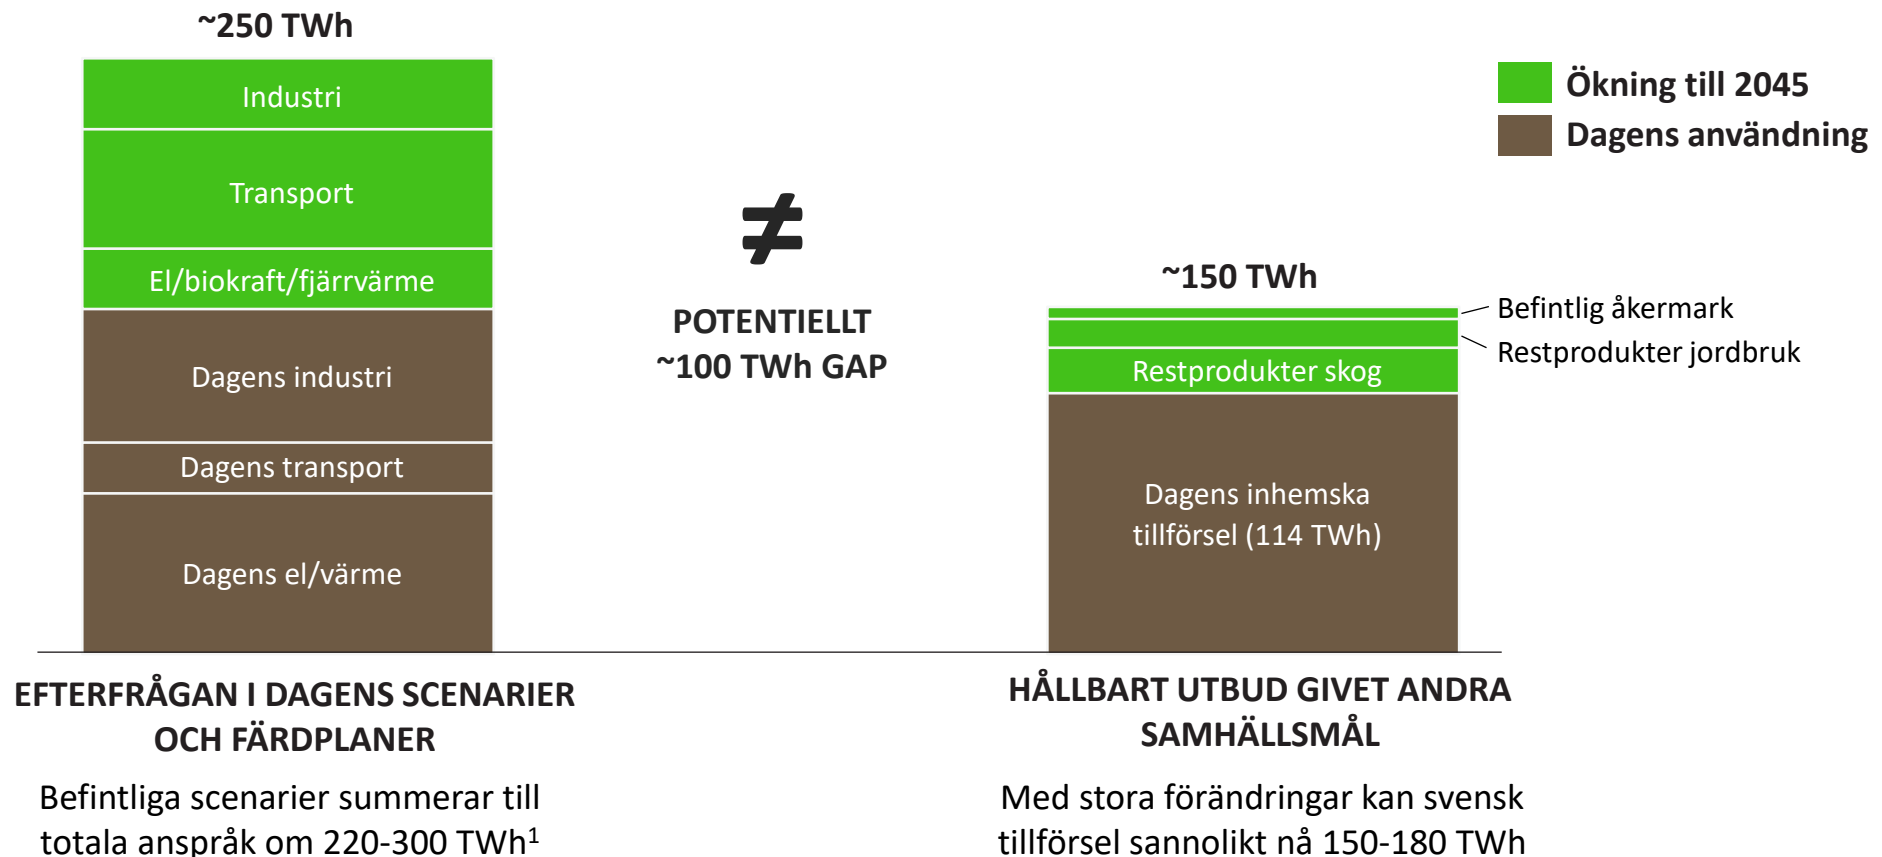 ~250 TWh
Industri
Transport
El/biokraft/fjärrvärme
Dagens industri
Dagens transport
Dagens el/värme
EFTERFRÅGAN I DAGENS SCENARIER
OCH FÄRDPLANER
Befintliga scenarier summerar till
totala anspråk om 220-300 TWh¹
≠
POTENTIELLT
~100 TWh GAP
~150 TWh
Befintlig åkermark
Restprodukter jordbruk
Restprodukter skog
Dagens inhemska
tillförsel (114 TWh)
HÅLLBART UTBUD GIVET ANDRA
SAMHÄLLSMÅL
Med stora förändringar kan svensk
tillförsel sannolikt nå 150-180 TWh
Ökning till 2045
Dagens användning